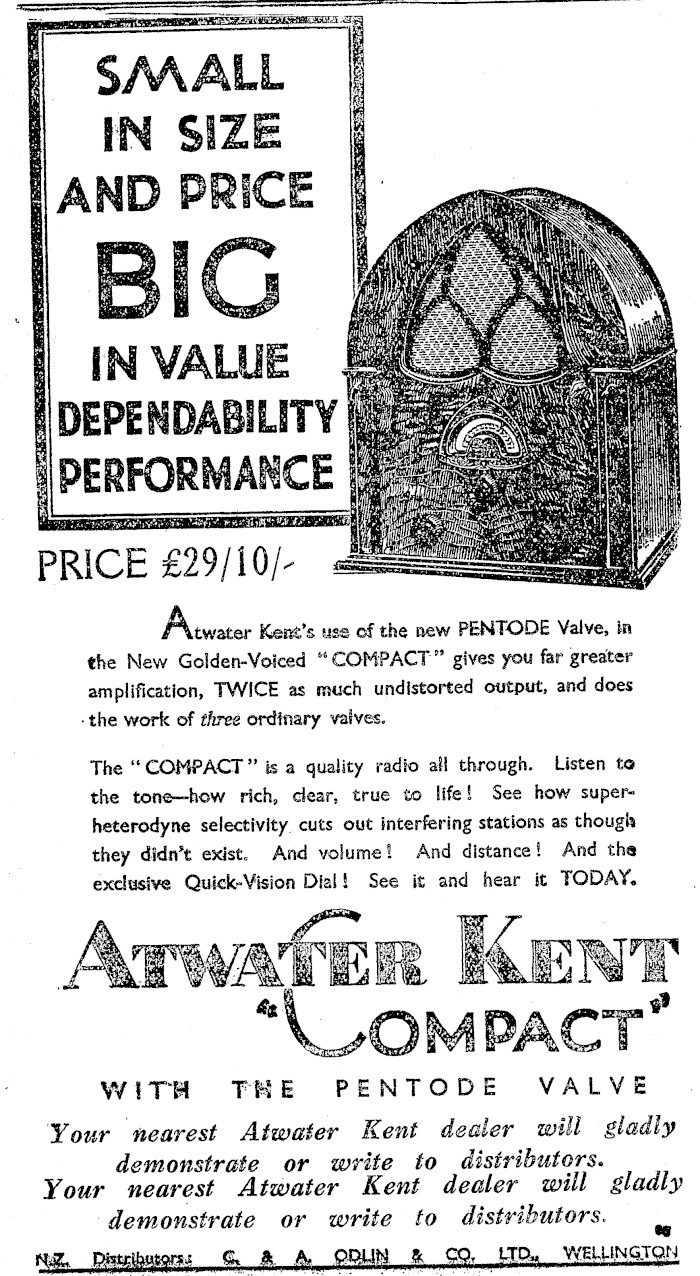 SMALL
IN SIZE
AND PRICE
BIG
IN VALUE
DEPENDABILITY
PERFORMANCE
PRICE £29/10/-
Atwater Kent's use of the new PENTODE Valve, in
the New Golden-Voiced "COMPACT" gives you far greater
amplification, TWICE as much undistorted output, and does
the work of three ordinary valves.
The "COMPACT" is a quality radio all through. Listen to
the tone—how rich, clear, true to life! See how super-
heterodyne selectivity cuts out interfering stations as though
they didn't exist. And volume! And distance! And the
exclusive Quick-Vision Dial! See it and hear it TODAY.
ATWATER KENT
"COMPACT"
WITH THE PENTODE VALVE
Your nearest Atwater Kent dealer will gladly
demonstrate or write to distributors.
Your nearest Atwater Kent dealer will gladly
demonstrate or write to distributors.
N.Z. Distributors: C. & A. ODLIN & CO. LTD., WELLINGTON